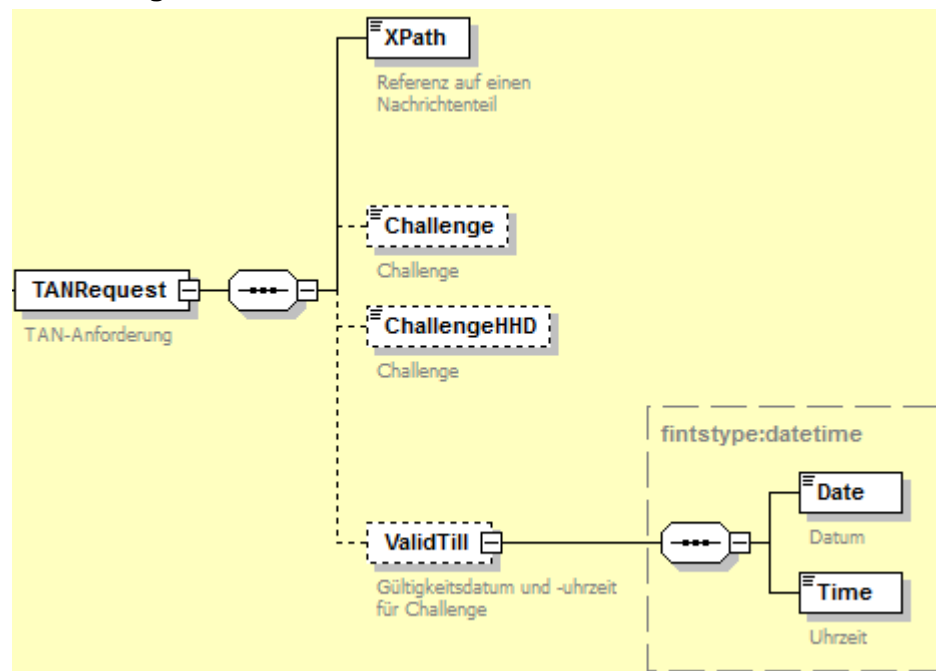 XPath
Referenz auf einen
Nachrichtenteil
Challenge
Challenge
TANRequest
TAN-Anforderung
ChallengeHHD
Challenge
fintstype:datetime
Date
Datum
ValidTill
Gültigkeitsdatum und -uhrzeit
für Challenge
Time
Uhrzeit